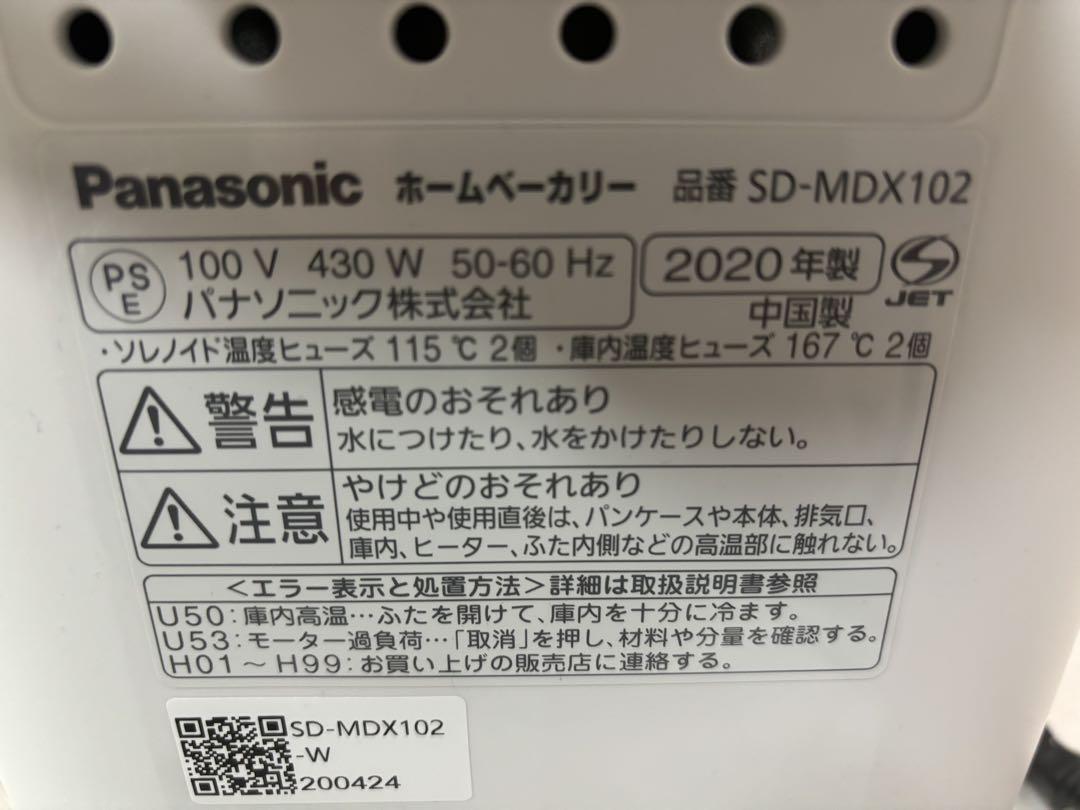 Panasonic ホームベーカリー 品番 SD-MDX102
PS E 100 V 430 W 50-60 Hz
パナソニック株式会社
2020年製
中国製
JET
・ソレノイド温度ヒューズ 115 ℃ 2個 ・庫内温度ヒューズ 167 ℃ 2個
警告
感電のおそれあり
水につけたり、水をかけたりしない。
注意
やけどのおそれあり
使用中や使用直後は、パンケースや本体、排気口、
庫内、ヒーター、ふた内側などの高温部に触れない。
＜エラー表示と処置方法＞詳細は取扱説明書参照
U50：庫内高温…ふたを開けて、庫内を十分に冷ます。
U53：モーター過負荷…「取消」を押し、材料や分量を確認する。
H01 ～ H99：お買い上げの販売店に連絡する。
SD-MDX102
-W
200424